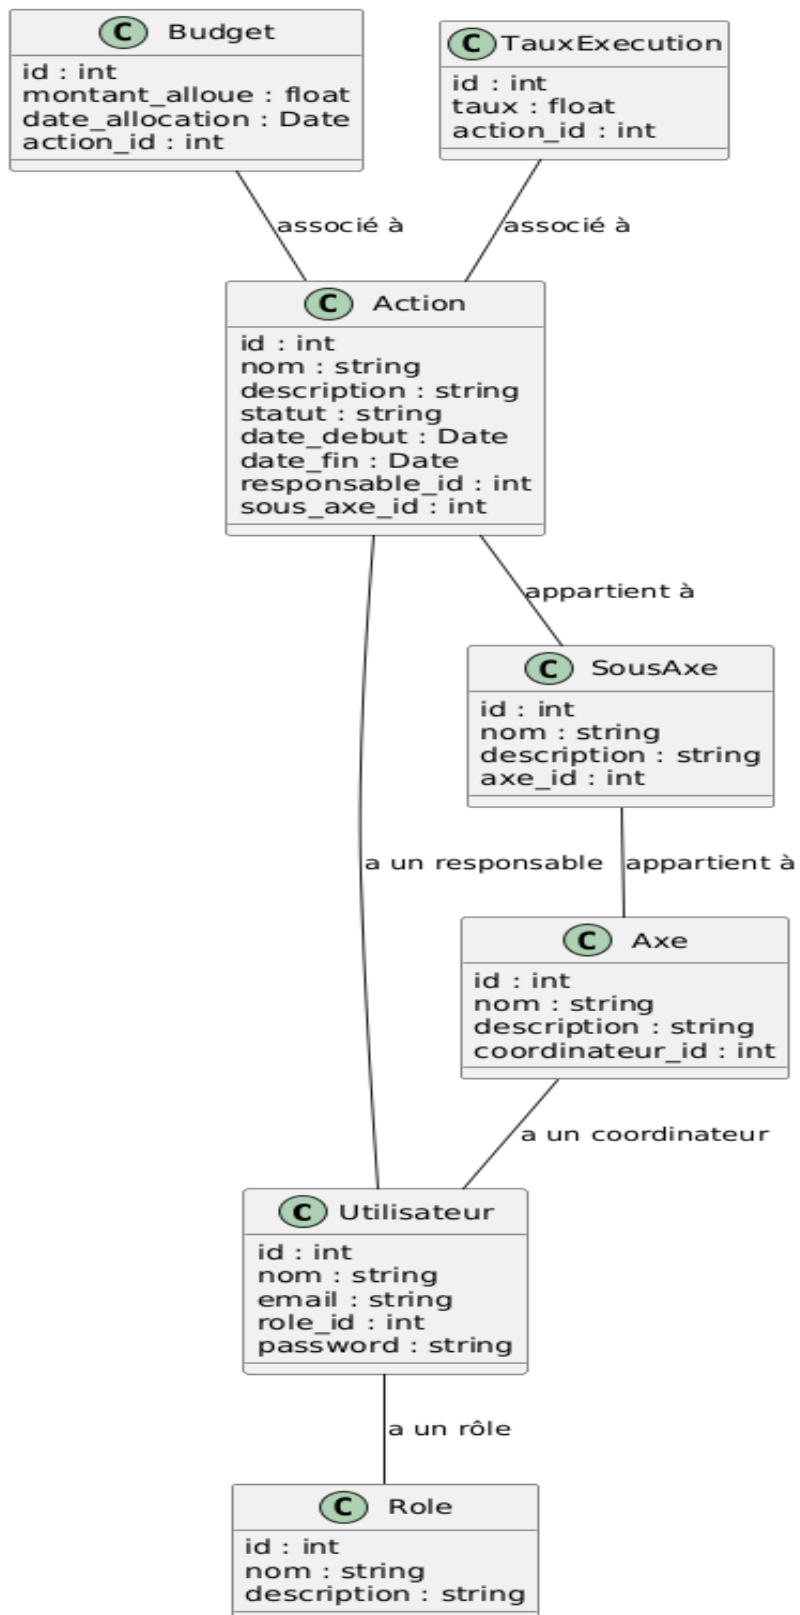 C Budget
id : int
montant_alloue : float
date_allocation : Date
action_id : int
C TauxExecution
id : int
taux : float
action_id : int
associé à
associé à
C Action
id : int
nom : string
description : string
statut : string
date_debut : Date
date_fin : Date
responsable_id : int
sous_axe_id : int
appartient à
C SousAxe
id : int
nom : string
description : string
axe_id : int
a un responsable
appartient à
C Axe
id : int
nom : string
description : string
coordinateur_id : int
a un coordinateur
C Utilisateur
id : int
nom : string
email : string
role_id : int
password : string
a un rôle
C Role
id : int
nom : string
description : string